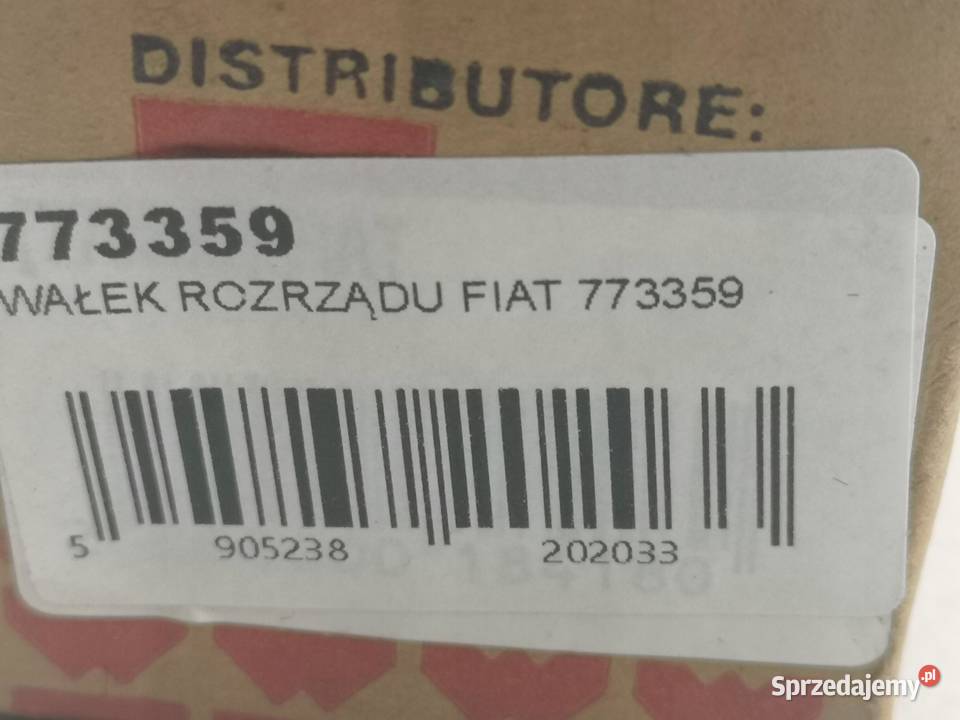 DISTRIBUTORE:
773359
WAŁEK ROZRZĄDU FIAT 773359
5 905238 202033
Sprzedajemy.pl